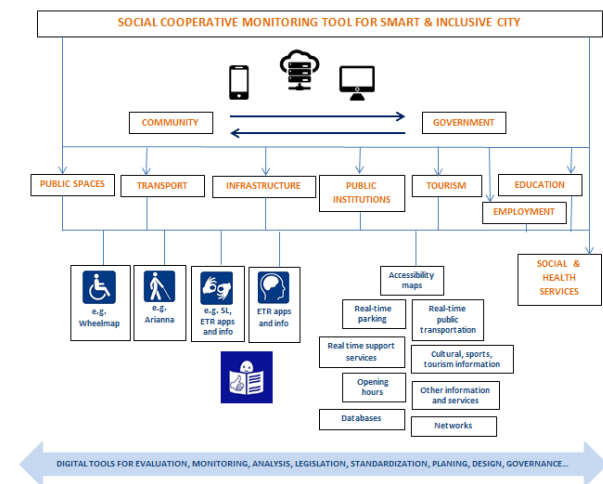 SOCIAL COOPERATIVE MONITORING TOOL FOR SMART & INCLUSIVE CITY
COMMUNITY
GOVERNMENT
PUBLIC SPACES
TRANSPORT
INFRASTRUCTURE
PUBLIC
INSTITUTIONS
TOURISM
EDUCATION
EMPLOYMENT
SOCIAL &
HEALTH
SERVICES
e.g.
Wheelmap
e.g.
Arianna
e.g. SL,
ETR apps
and info
ETR apps
and info
Accessibility
maps
Real-time
parking
Real-time
public
transportation
Real time support
services
Cultural, sports,
tourism information
Opening
hours
Other information
and services
Databases
Networks
DIGITAL TOOLS FOR EVALUATION, MONITORING, ANALYSIS, LEGISLATION, STANDARDIZATION, PLANING, DESIGN, GOVERNANCE...